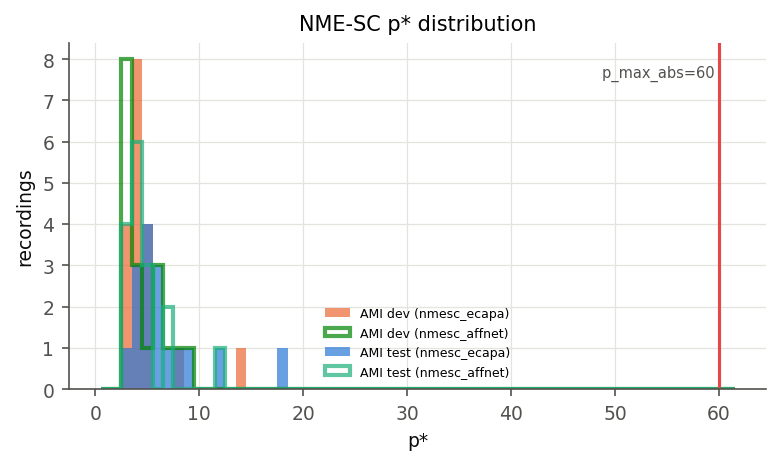 NME-SC p* distribution
p_max_abs=60
recordings
8
7
6
5
4
3
2
1
0
AMI dev (nmesc_ecapa)
AMI dev (nmesc_affnet)
AMI test (nmesc_ecapa)
AMI test (nmesc_affnet)
0 10 20 30 40 50 60
p*